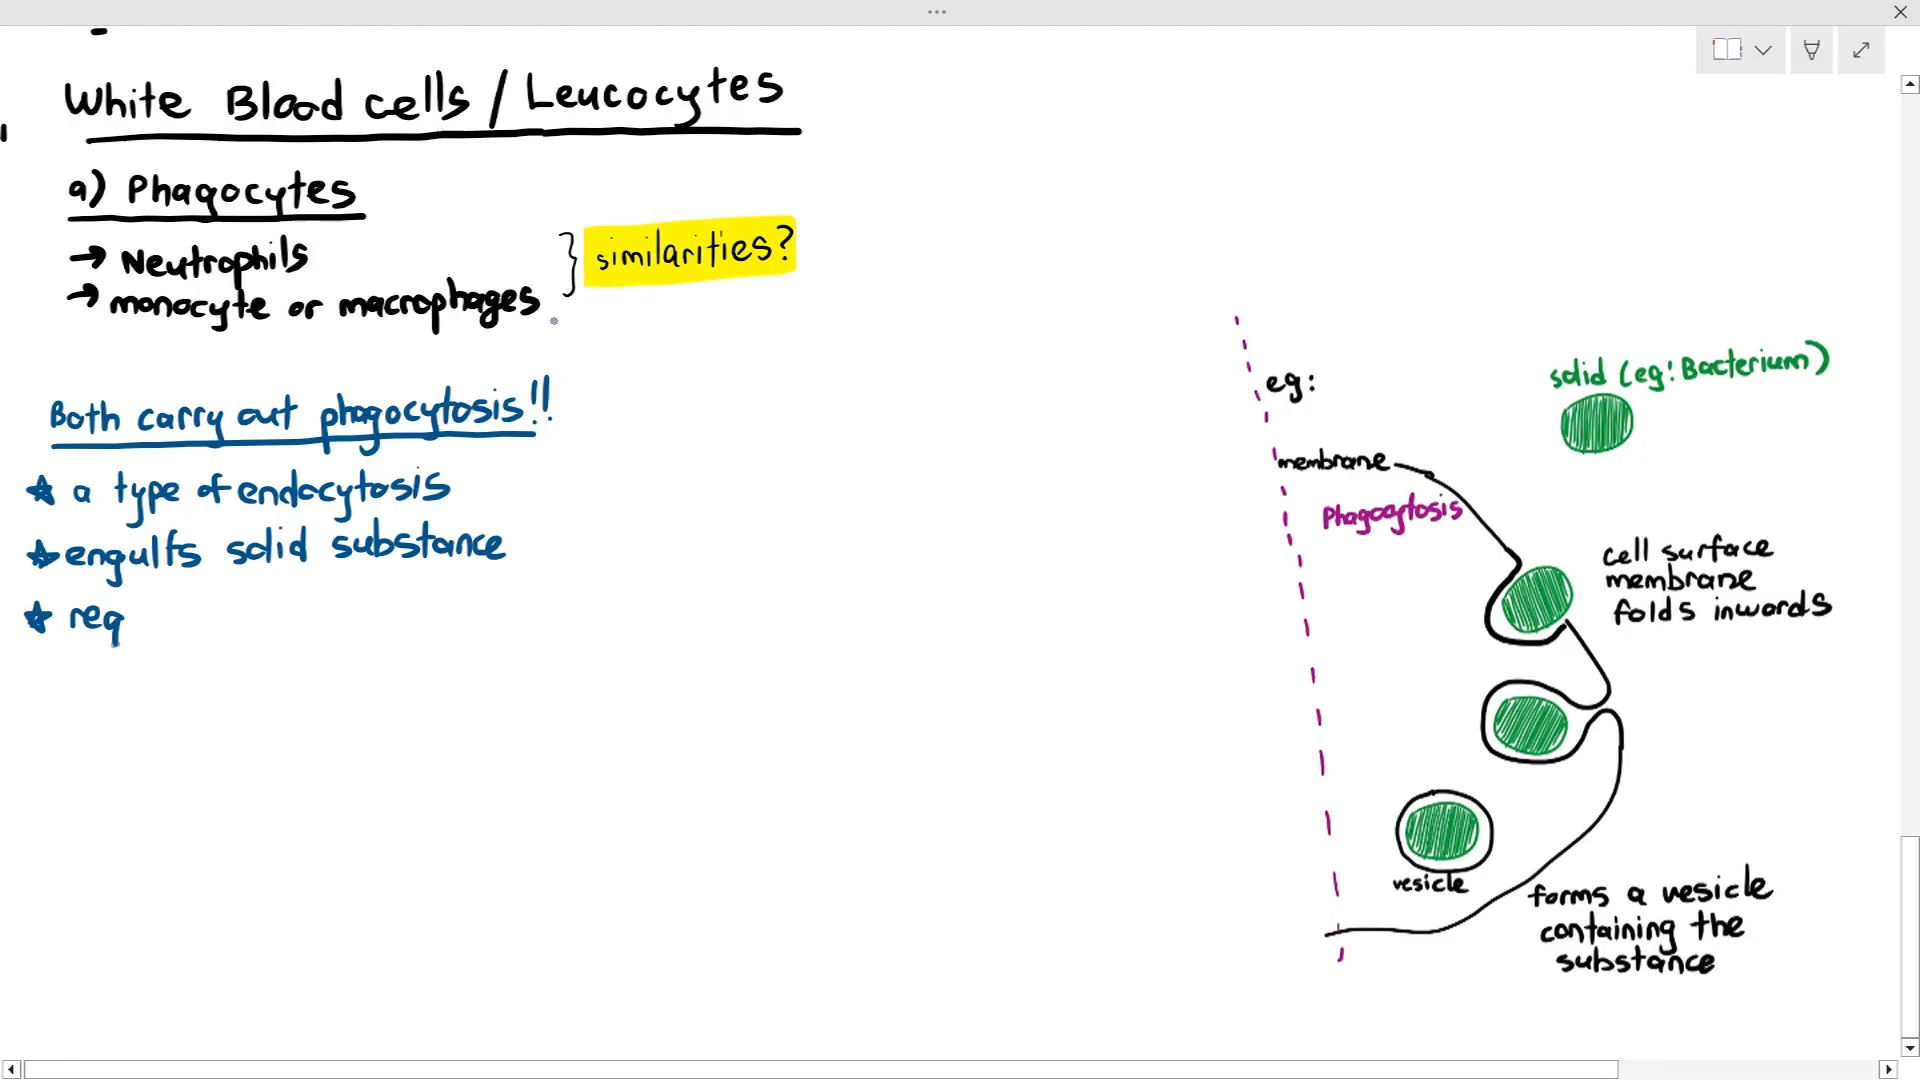 White Blood cells / Leucocytes
a) Phagocytes
→ Neutrophils
→ monocyte or macrophages
similarities?
Both carry out phagocytosis!!
★ a type of endocytosis
★ engulfs solid substance
★ req
eg:
solid (eg: Bacterium)
membrane
Phagocytosis
cell surface
membrane
folds inwards
vesicle
forms a vesicle
containing the
substance